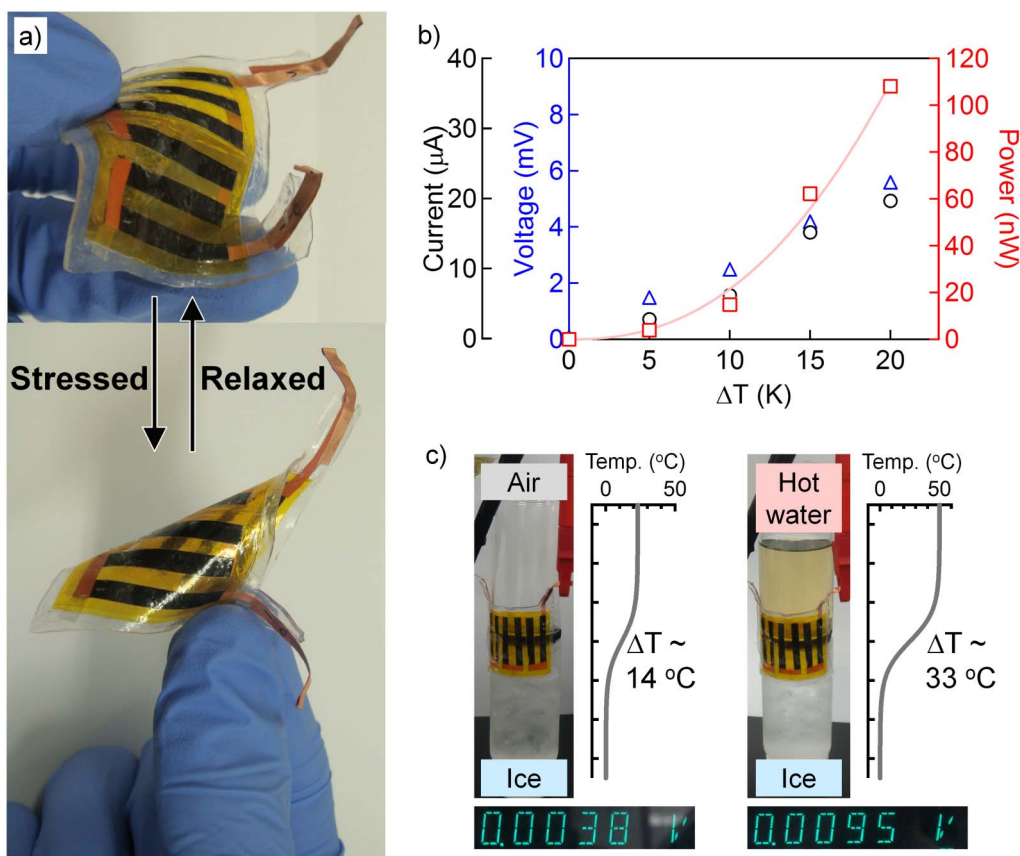 a)
Stressed
Relaxed
b)
Current (μA)
40
30
20
10
0
Voltage (mV)
10
8
6
4
2
0
Power (nW)
120
100
80
60
40
20
0
0 5 10 15 20
ΔT (K)
c)
Air
Temp. (°C)
0 50
ΔT ~
14 °C
Ice
0.0038 V
Hot
water
Temp. (°C)
0 50
ΔT ~
33 °C
Ice
0.0095 V